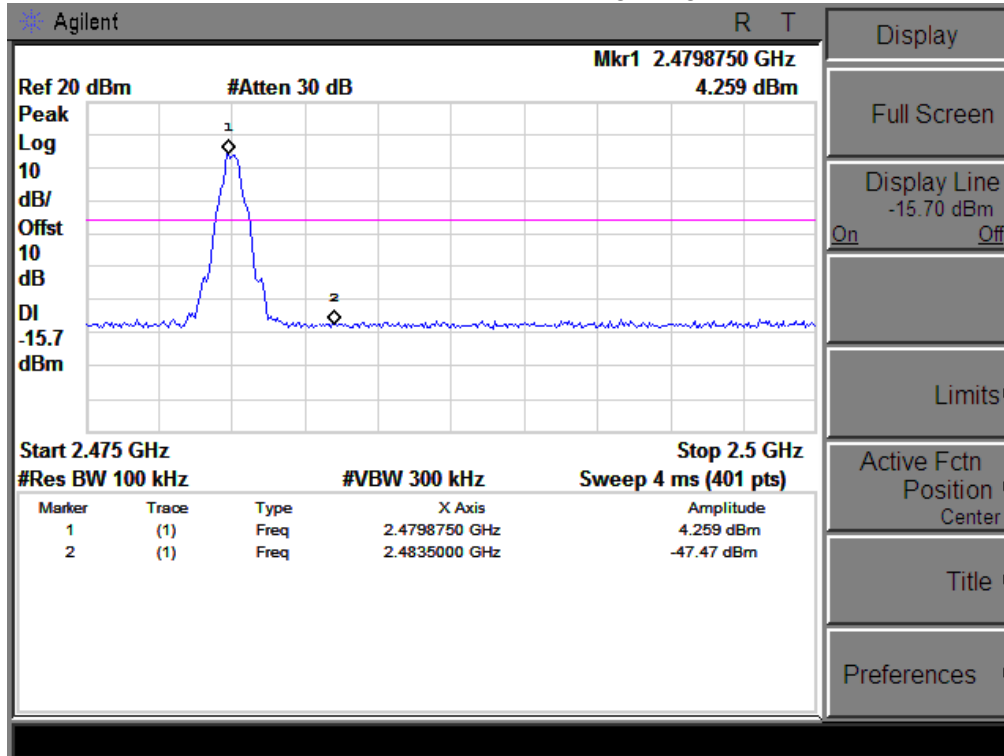 Agilent R T
Mkr1 2.4798750 GHz
Ref 20 dBm #Atten 30 dB 4.259 dBm
Peak
Log
10
dB/
Offst
10
dB
DI
-15.7
dBm
1
2
Start 2.475 GHz Stop 2.5 GHz
#Res BW 100 kHz #VBW 300 kHz Sweep 4 ms (401 pts)
Marker Trace Type X Axis Amplitude
1 (1) Freq 2.4798750 GHz 4.259 dBm
2 (1) Freq 2.4835000 GHz -47.47 dBm
Display
Full Screen
Display Line
-15.70 dBm
On Off
Limits
Active Fctn
Position
Center
Title
Preferences